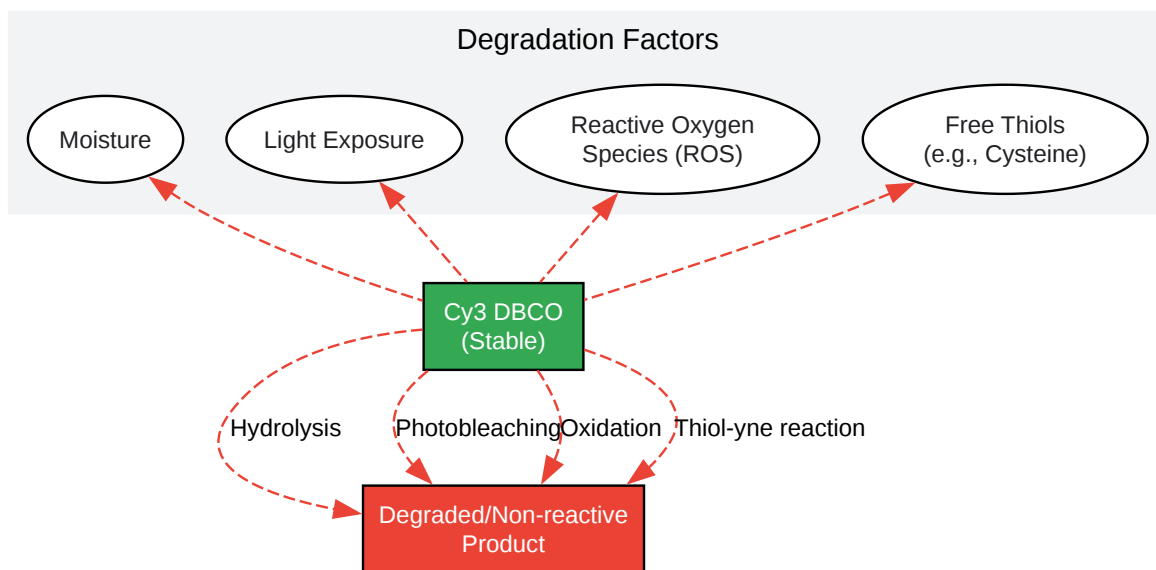 Degradation Factors
Moisture
Light Exposure
Reactive Oxygen
Species (ROS)
Free Thiols
(e.g., Cysteine)
Cy3 DBCO
(Stable)
Hydrolysis
Photobleaching
Oxidation
Thiol-yne reaction
Degraded/Non-reactive
Product